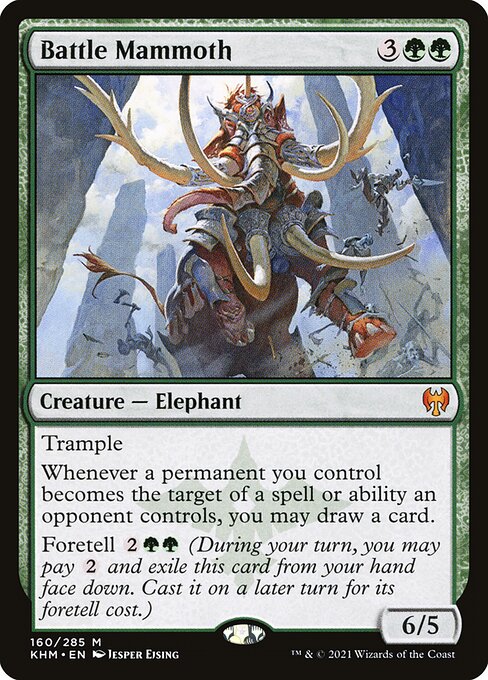 Battle Mammoth 3
Creature — Elephant
Trample
Whenever a permanent you control
becomes the target of a spell or ability an
opponent controls, you may draw a card.
Foretell 2 (During your turn, you may
pay 2 and exile this card from your hand
face down. Cast it on a later turn for its
foretell cost.)
6/5
160/285 M
KHM • EN Jesper Ejsing
™ & © 2021 Wizards of the Coast